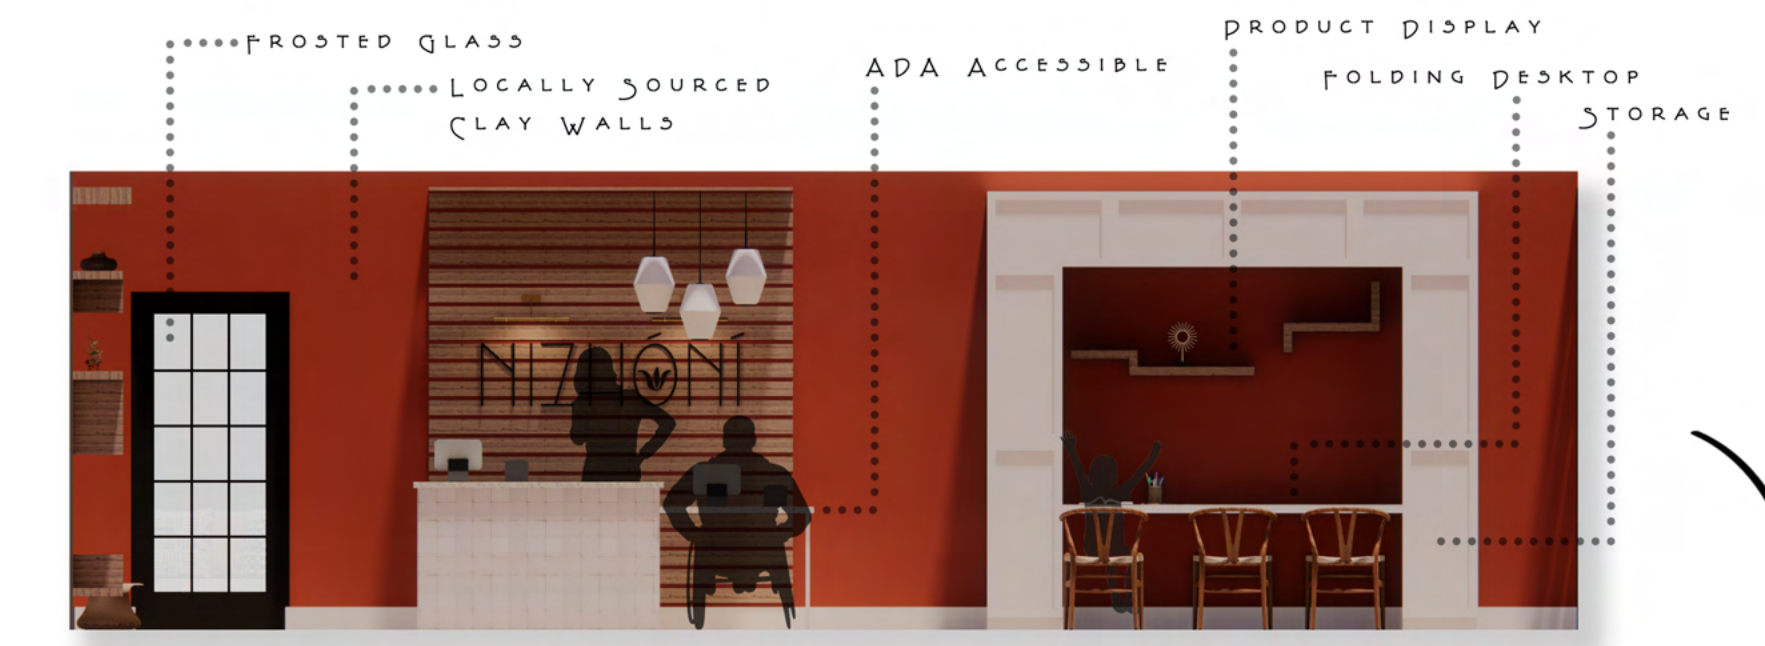 Frosted Glass
Locally Sourced
Clay Walls
ADA Accessible
Product Display
Folding Desktop
Storage
NIZHÓNÍ